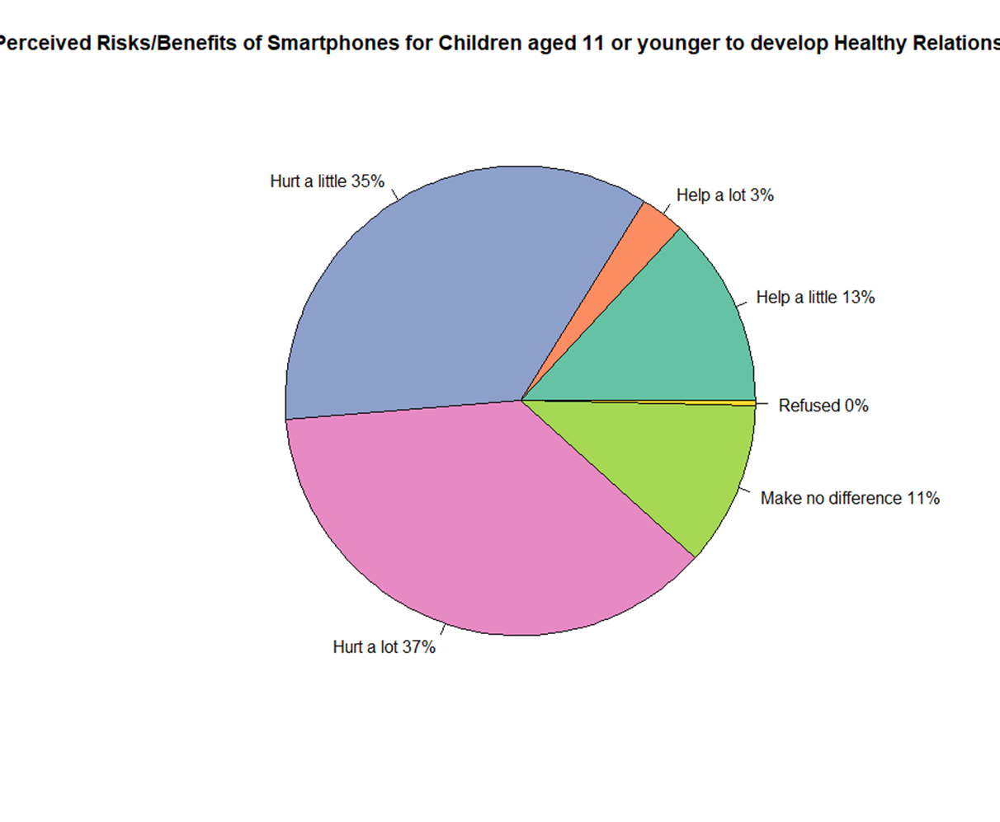 Perceived Risks/Benefits of Smartphones for Children aged 11 or younger to develop Healthy Relations
Hurt a little 35%
Help a lot 3%
Help a little 13%
Refused 0%
Make no difference 11%
Hurt a lot 37%